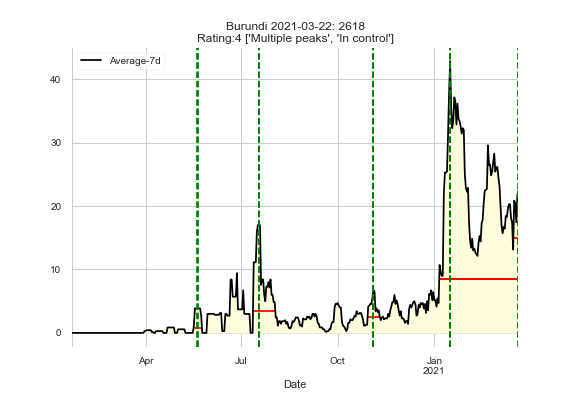 Burundi 2021-03-22: 2618
Rating:4 ['Multiple peaks', 'In control']
Average-7d
40
30
20
10
0
Apr
Jul
Oct
Jan
2021
Date